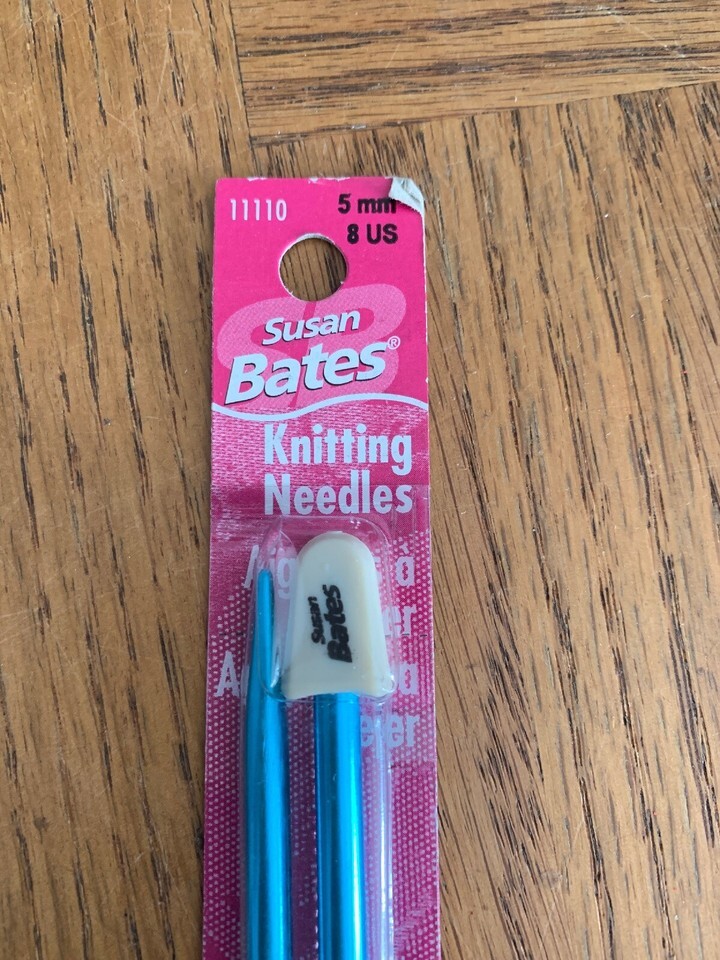 11110
5 mm
8 US
Susan
Bates®
Knitting
Needles
à
Susan
Bates